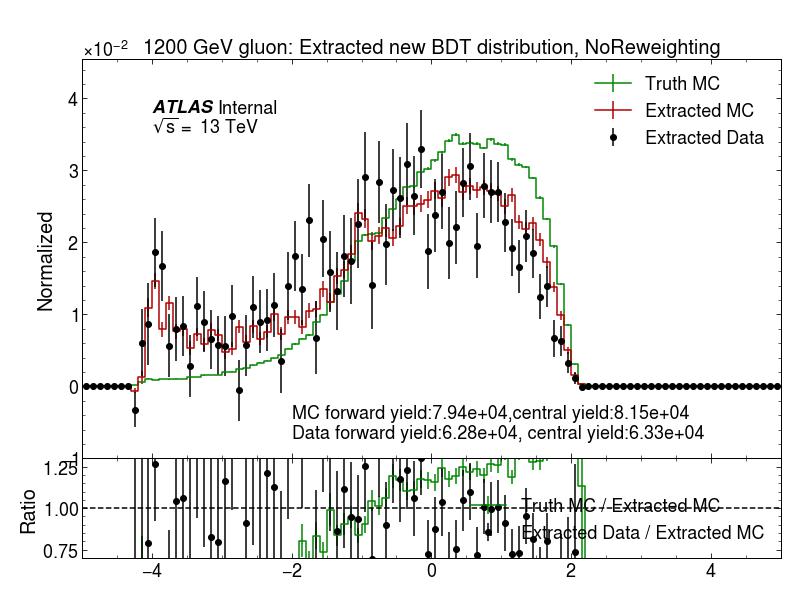 ×10⁻² 1200 GeV gluon: Extracted new BDT distribution, NoReweighting
ATLAS Internal
√s = 13 TeV
Truth MC
Extracted MC
Extracted Data
Normalized
4
3
2
1
0
MC forward yield:7.94e+04,central yield:8.15e+04
Data forward yield:6.28e+04, central yield:6.33e+04
Ratio
1
1.25
1.00
0.75
Truth MC / Extracted MC
Extracted Data / Extracted MC
−4 −2 0 2 4